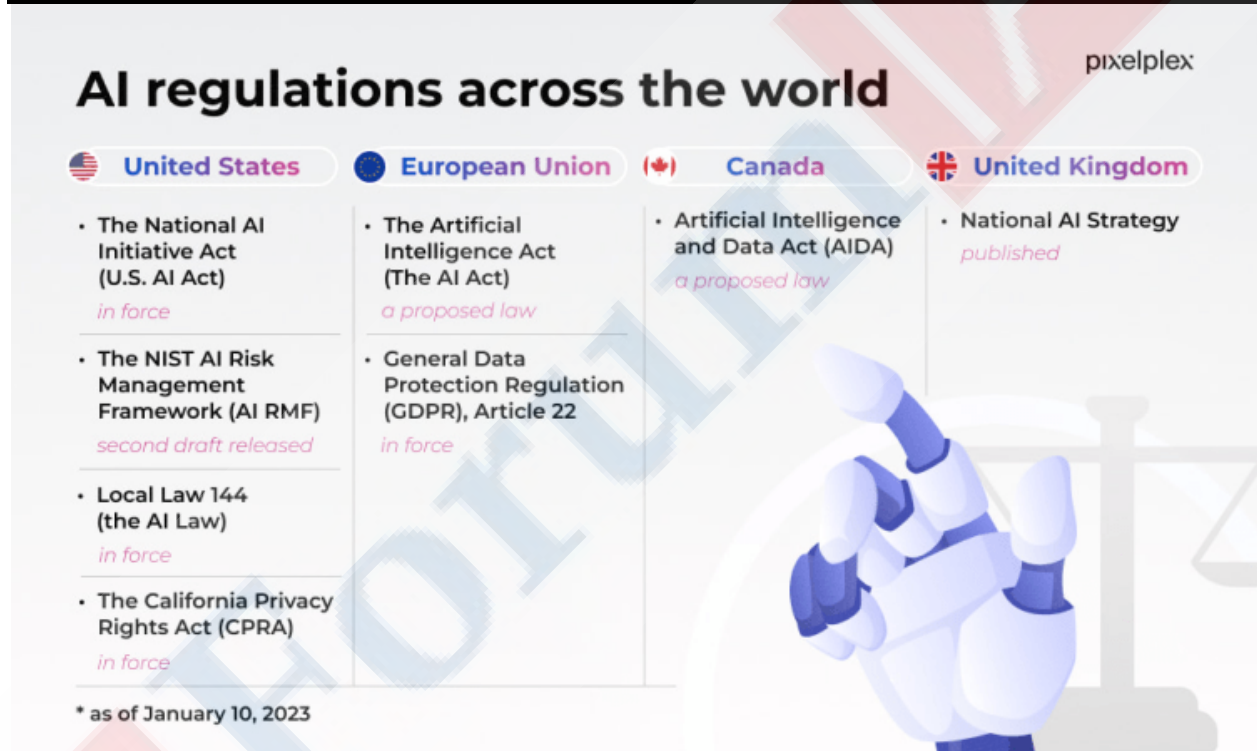 pixelplex
AI regulations across the world
United States
The National AI
Initiative Act
(U.S. AI Act)
in force
The NIST AI Risk
Management
Framework (AI RMF)
second draft released
Local Law 144
(the AI Law)
in force
The California Privacy
Rights Act (CPRA)
in force
European Union
The Artificial
Intelligence Act
(The AI Act)
a proposed law
General Data
Protection Regulation
(GDPR), Article 22
in force
Canada
Artificial Intelligence
and Data Act (AIDA)
a proposed law
United Kingdom
National AI Strategy
published
* as of January 10, 2023
Forum